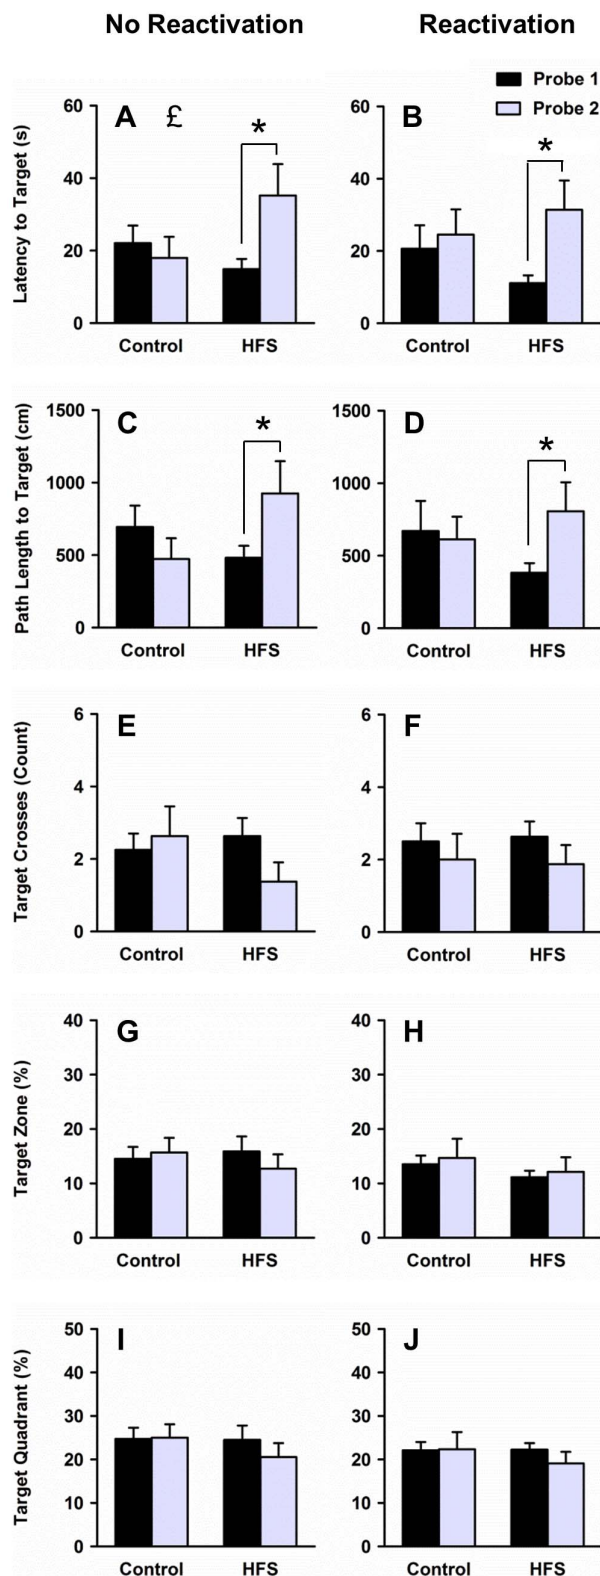 No Reactivation Reactivation
Probe 1
Probe 2
A £ * B *
Latency to Target (s)
60 40 20 0
60 40 20 0
Control HFS Control HFS
C * D *
Path Length to Target (cm)
1500 1000 500 0
1500 1000 500 0
Control HFS Control HFS
E F
Target Crosses (Count)
6 4 2 0
6 4 2 0
Control HFS Control HFS
G H
Target Zone (%)
40 30 20 10 0
40 30 20 10 0
Control HFS Control HFS
I J
Target Quadrant (%)
50 40 30 20 10 0
50 40 30 20 10 0
Control HFS Control HFS